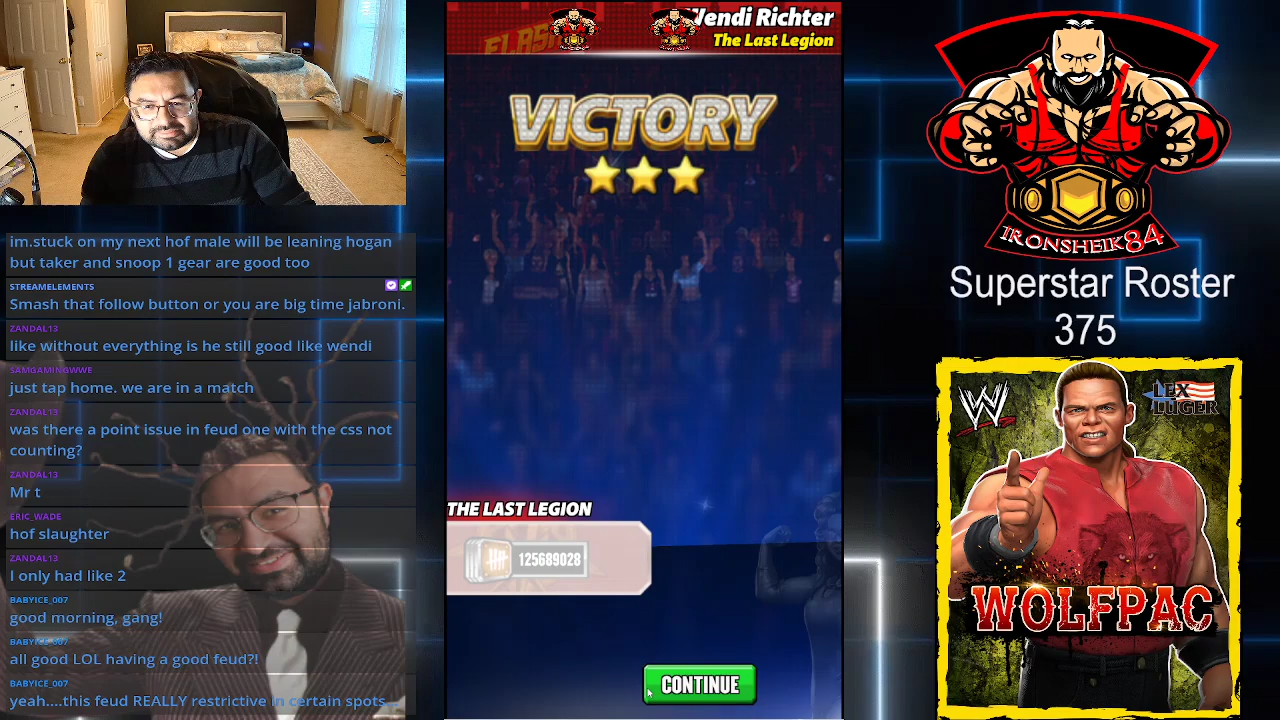 im.stuck on my next hof male will be leaning hogan
but taker and snoop 1 gear are good too
STREAMELEMENTS
Smash that follow button or you are big time jabroni.
ZANDAL13
like without everything is he still good like wendi
SAMGAMINGWWE
just tap home. we are in a match
ZANDAL13
was there a point issue in feud one with the css not
counting?
ZANDAL13
Mr t
ERIC_WADE
hof slaughter
ZANDAL13
I only had like 2
BABYICE_007
good morning, gang!
BABYICE_007
all good LOL having a good feud?!
BABYICE_007
yeah....this feud REALLY restrictive in certain spots...
Wendi Richter
The Last Legion
VICTORY
THE LAST LEGION
125689028
CONTINUE
IRONSHEIK84
Superstar Roster
375
W
LEX
LUGER
WOLFPAC